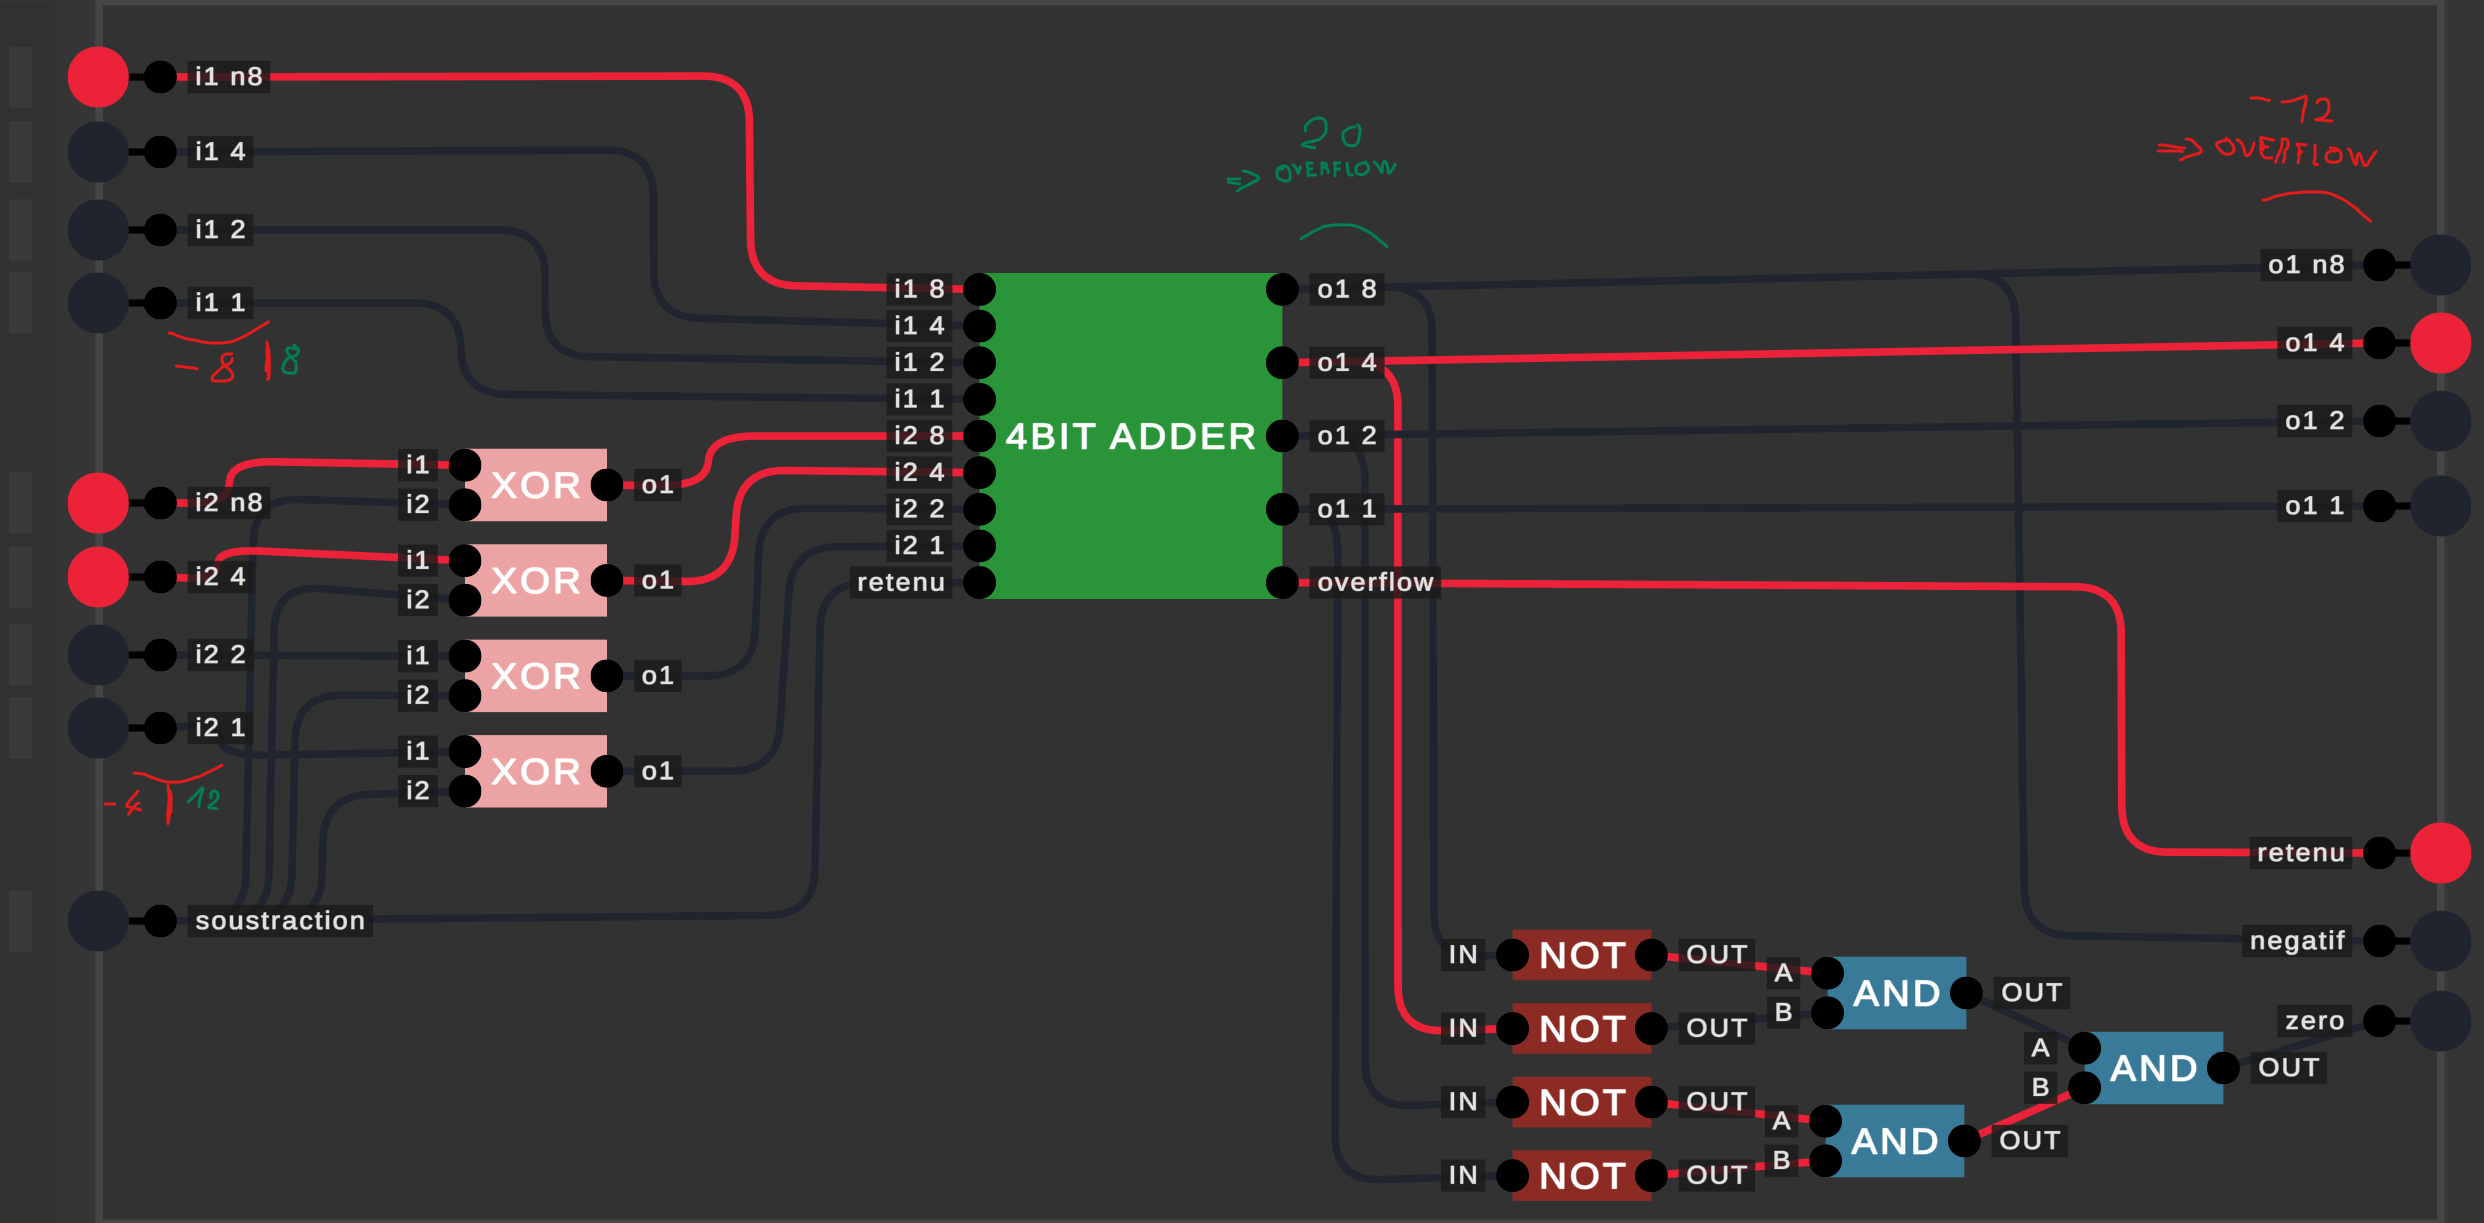 i1 n8
i1 4
i1 2
i1 1
- 8 | 8
i2 n8
i2 4
i2 2
i2 1
- 4 | 12
soustraction
i1
XOR
o1
i2
i1
XOR
o1
i2
i1
XOR
o1
i2
i1
XOR
o1
i2
i1 8
i1 4
i1 2
i1 1
i2 8
i2 4
i2 2
i2 1
retenu
4BIT ADDER
20
=> OVERFLOW
o1 8
o1 4
o1 2
o1 1
overflow
- -12
=> OVERFLOW
o1 n8
o1 4
o1 2
o1 1
retenu
negatif
zero
IN
NOT
OUT
IN
NOT
OUT
IN
NOT
OUT
IN
NOT
OUT
A
B
AND
OUT
A
B
AND
OUT
A
B
AND
OUT